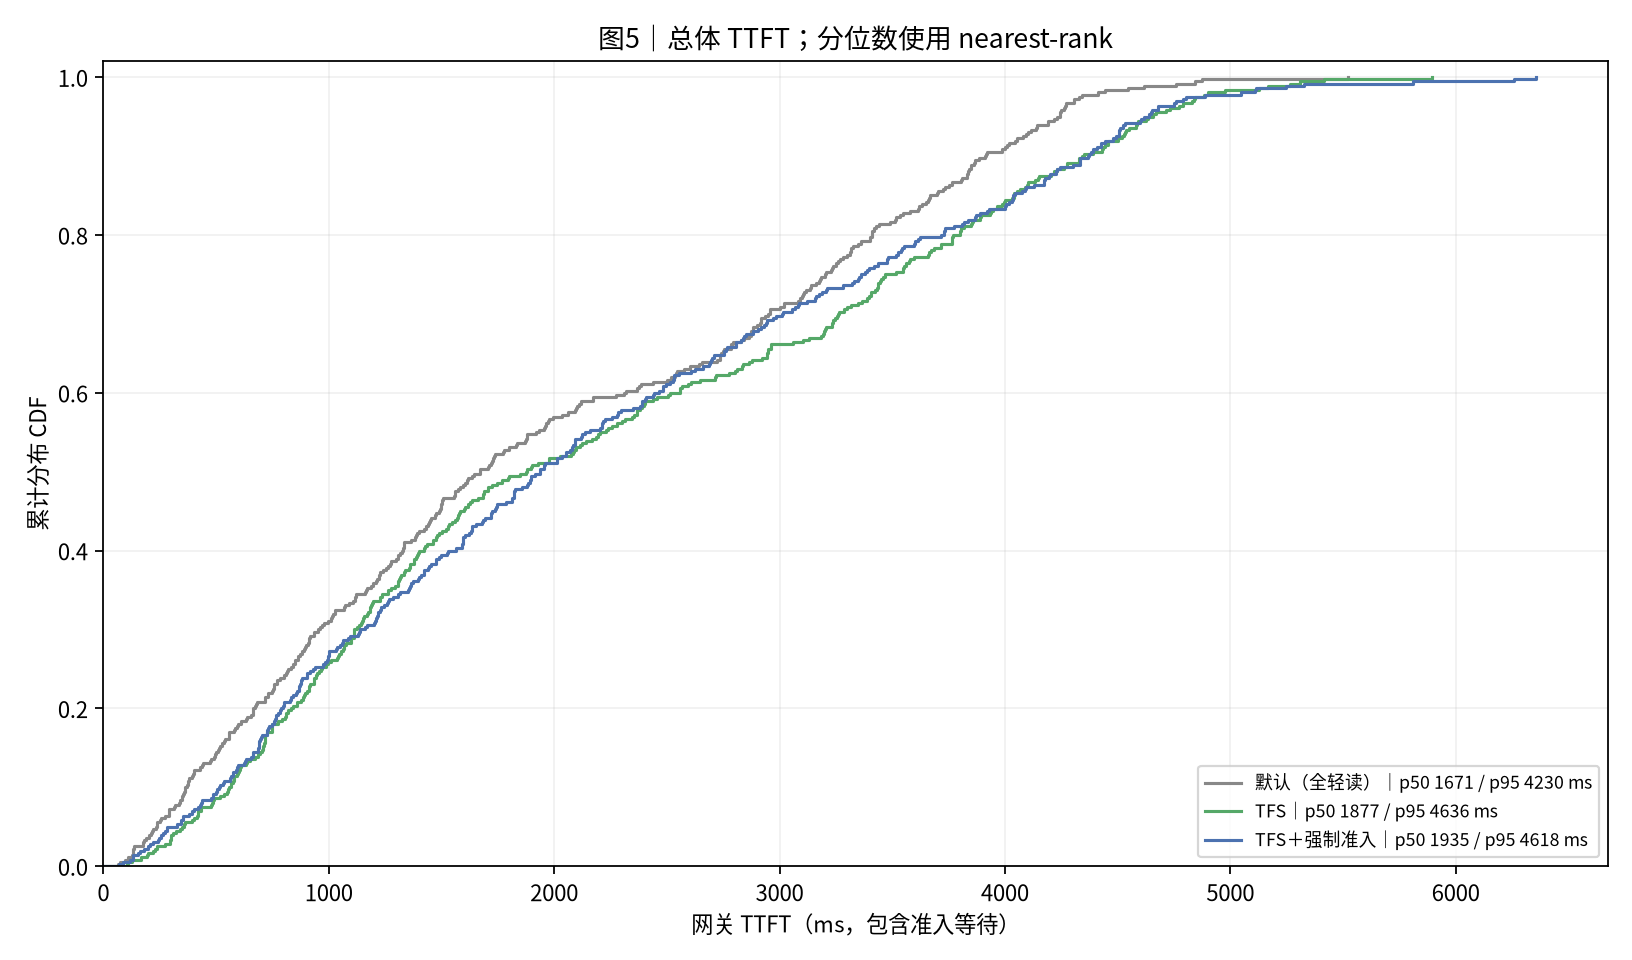 图5｜总体 TTFT；分位数使用 nearest-rank
累计分布 CDF
1.0
0.8
0.6
0.4
0.2
0.0
0
1000
2000
3000
4000
5000
6000
网关 TTFT（ms，包含准入等待）
默认（全轻读）｜p50 1671 / p95 4230 ms
TFS｜p50 1877 / p95 4636 ms
TFS＋强制准入｜p50 1935 / p95 4618 ms